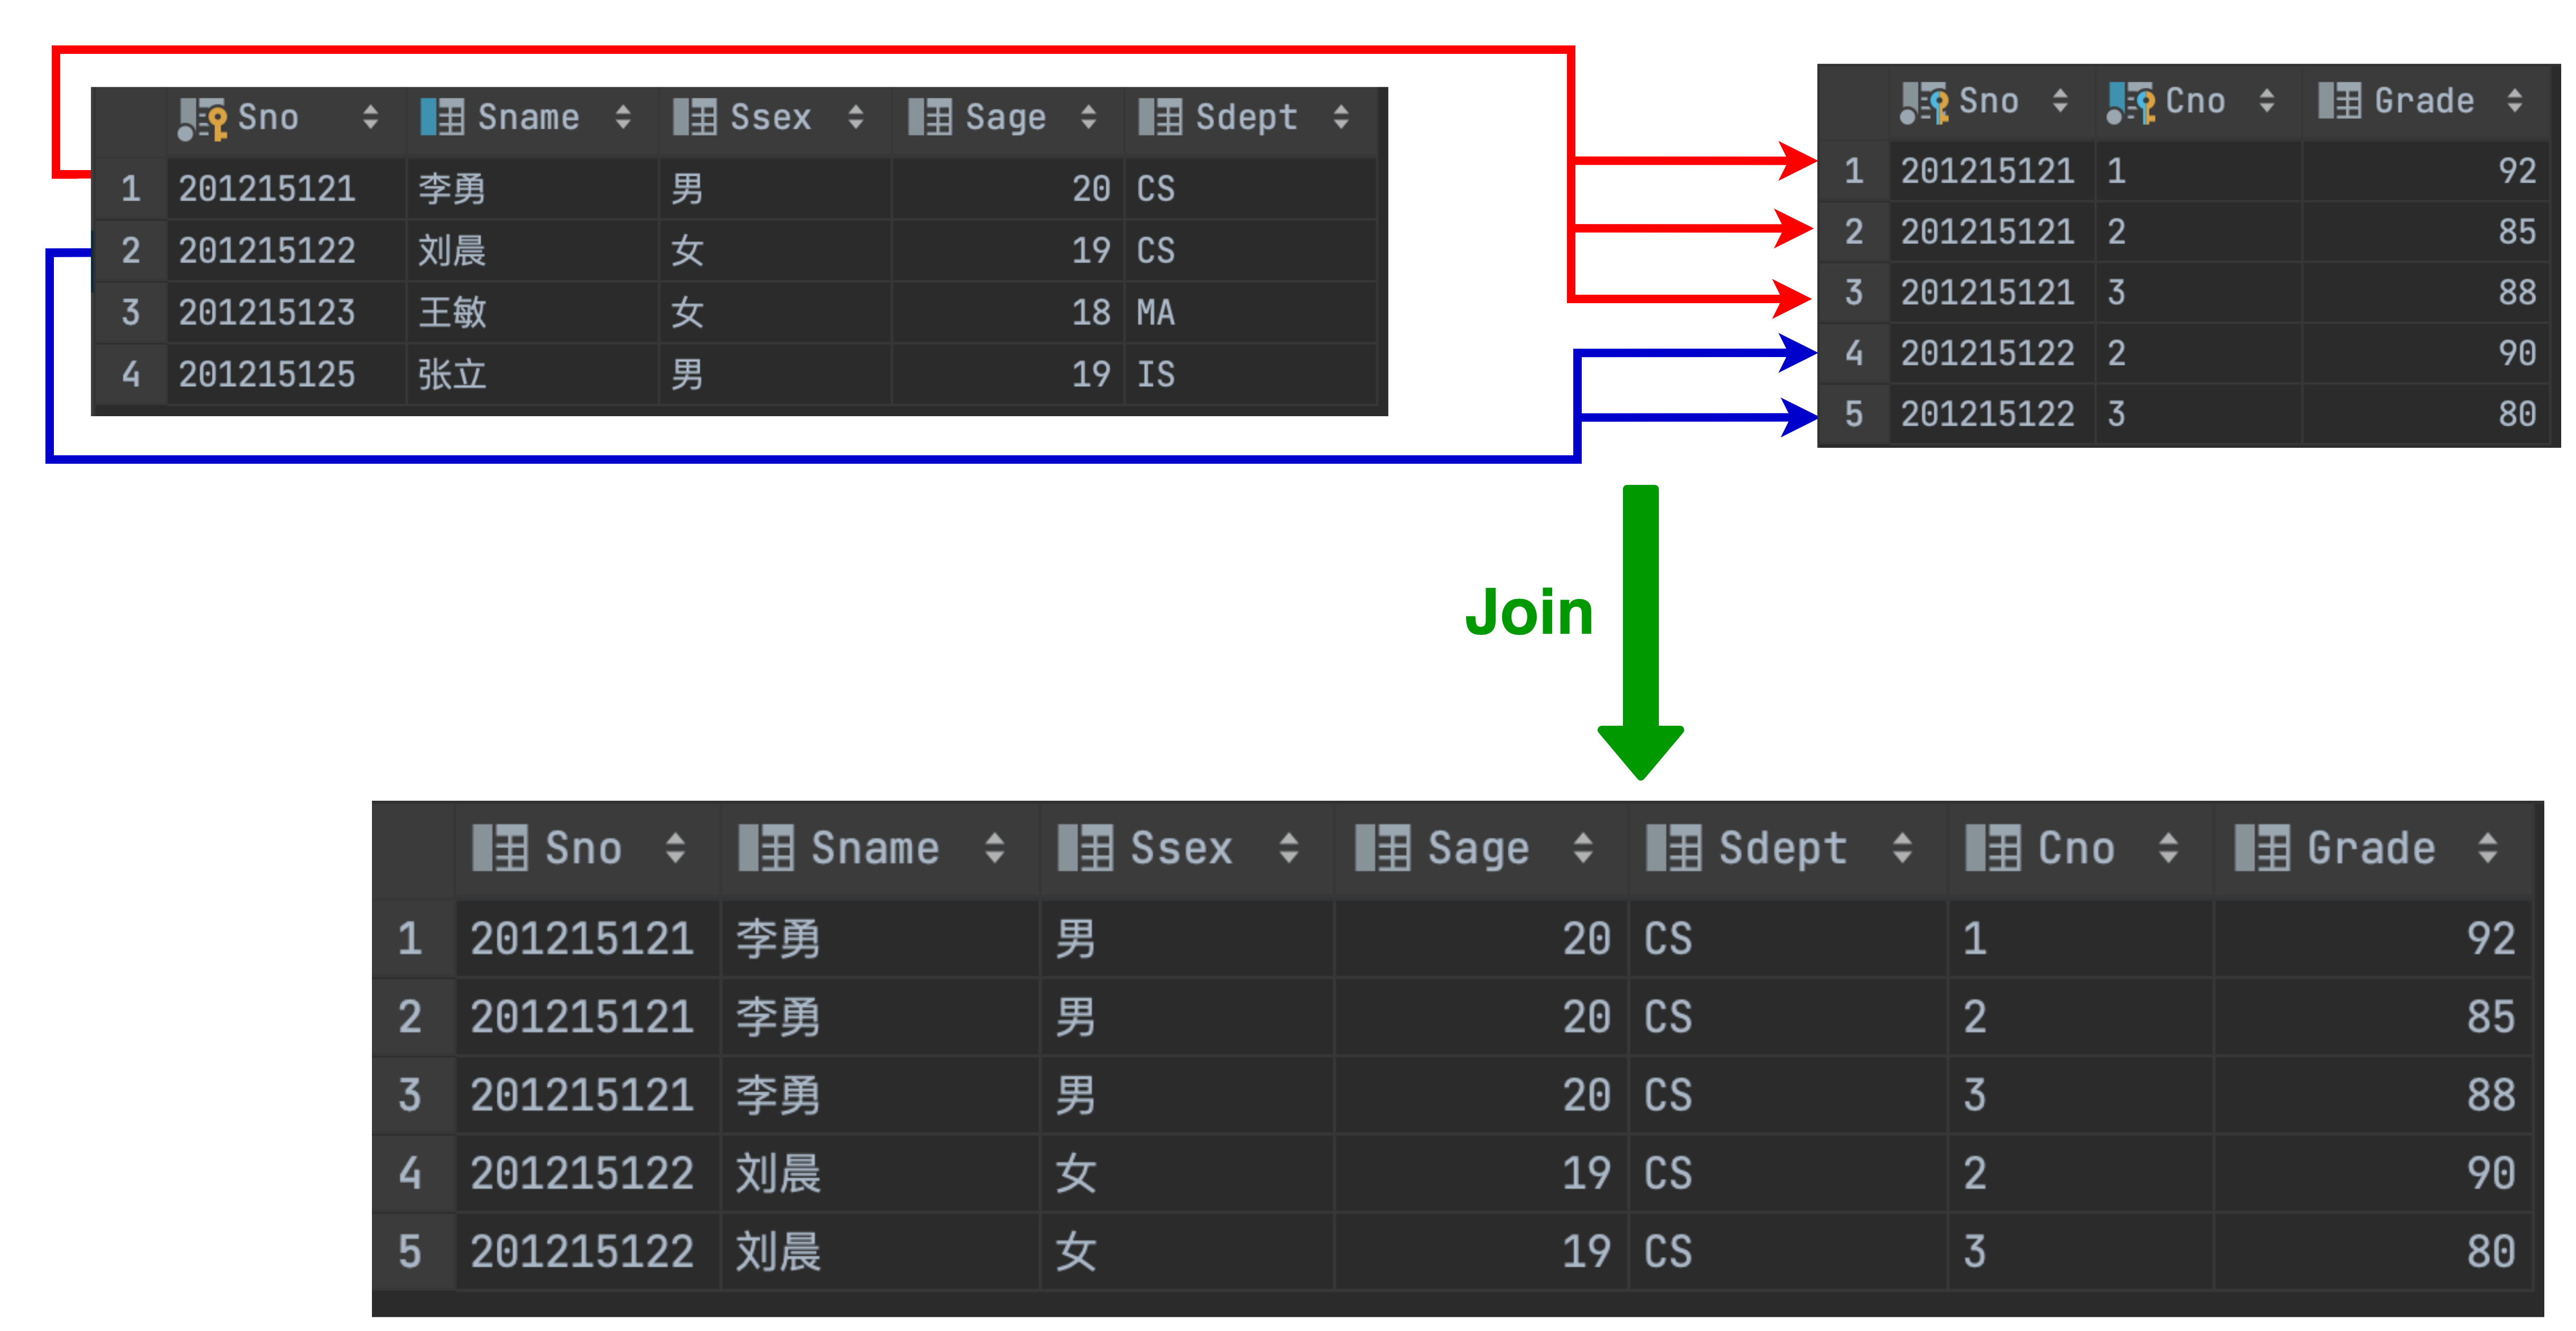 Sno Sname Ssex Sage Sdept
1 201215121 李勇 男 20 CS
2 201215122 刘晨 女 19 CS
3 201215123 王敏 女 18 MA
4 201215125 张立 男 19 IS
Sno Cno Grade
1 201215121 1 92
2 201215121 2 85
3 201215121 3 88
4 201215122 2 90
5 201215122 3 80
Join
Sno Sname Ssex Sage Sdept Cno Grade
1 201215121 李勇 男 20 CS 1 92
2 201215121 李勇 男 20 CS 2 85
3 201215121 李勇 男 20 CS 3 88
4 201215122 刘晨 女 19 CS 2 90
5 201215122 刘晨 女 19 CS 3 80